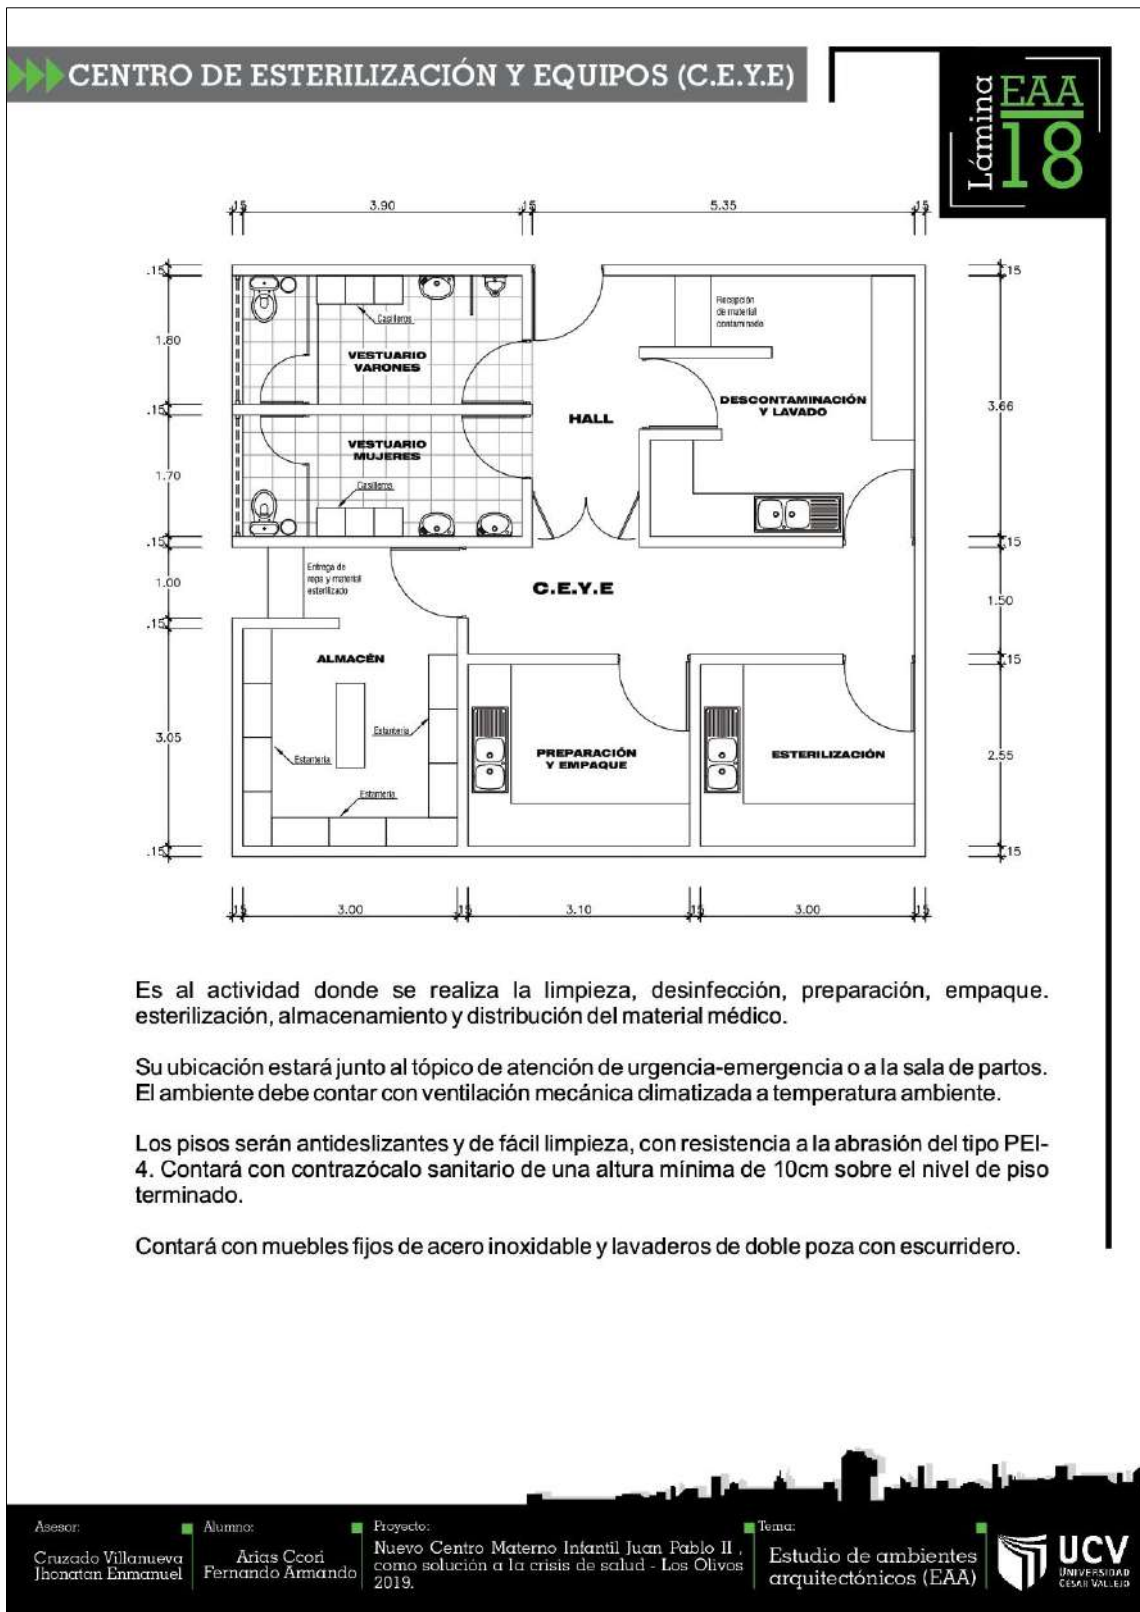 CENTRO DE ESTERILIZACIÓN Y EQUIPOS (C.E.Y.E)
Lámina
EAA
18
.15
3.90
.15
5.35
.15
.15
1.80
.15
1.70
.15
1.00
.15
3.05
.15
Casilleros
VESTUARIO
VARONES
VESTUARIO
MUJERES
Casilleros
HALL
Recepción
de material
contaminado
DESCONTAMINACIÓN
Y LAVADO
Entrega de
ropa y material
esterilizado
C.E.Y.E
ALMACÉN
Estanteria
Estanteria
Estanteria
PREPARACIÓN
Y EMPAQUE
ESTERILIZACIÓN
.15
3.66
.15
1.50
.15
2.55
.15
.15
3.00
.15
3.10
.15
3.00
.15
Es al actividad donde se realiza la limpieza, desinfección, preparación, empaque.
esterilización, almacenamiento y distribución del material médico.
Su ubicación estará junto al tópico de atención de urgencia-emergencia o a la sala de partos.
El ambiente debe contar con ventilación mecánica climatizada a temperatura ambiente.
Los pisos serán antideslizantes y de fácil limpieza, con resistencia a la abrasión del tipo PEI-
4. Contará con contrazócalo sanitario de una altura mínima de 10cm sobre el nivel de piso
terminado.
Contará con muebles fijos de acero inoxidable y lavaderos de doble poza con escurridero.
Asesor:
Cruzado Villanueva
Jhonatan Enmanuel
Alumno:
Arias Ccori
Fernando Armando
Proyecto:
Nuevo Centro Materno Infantil Juan Pablo II ,
como solución a la crisis de salud - Los Olivos
2019.
Tema:
Estudio de ambientes
arquitectónicos (EAA)
UCV
UNIVERSIDAD
CÉSAR VALLEJO